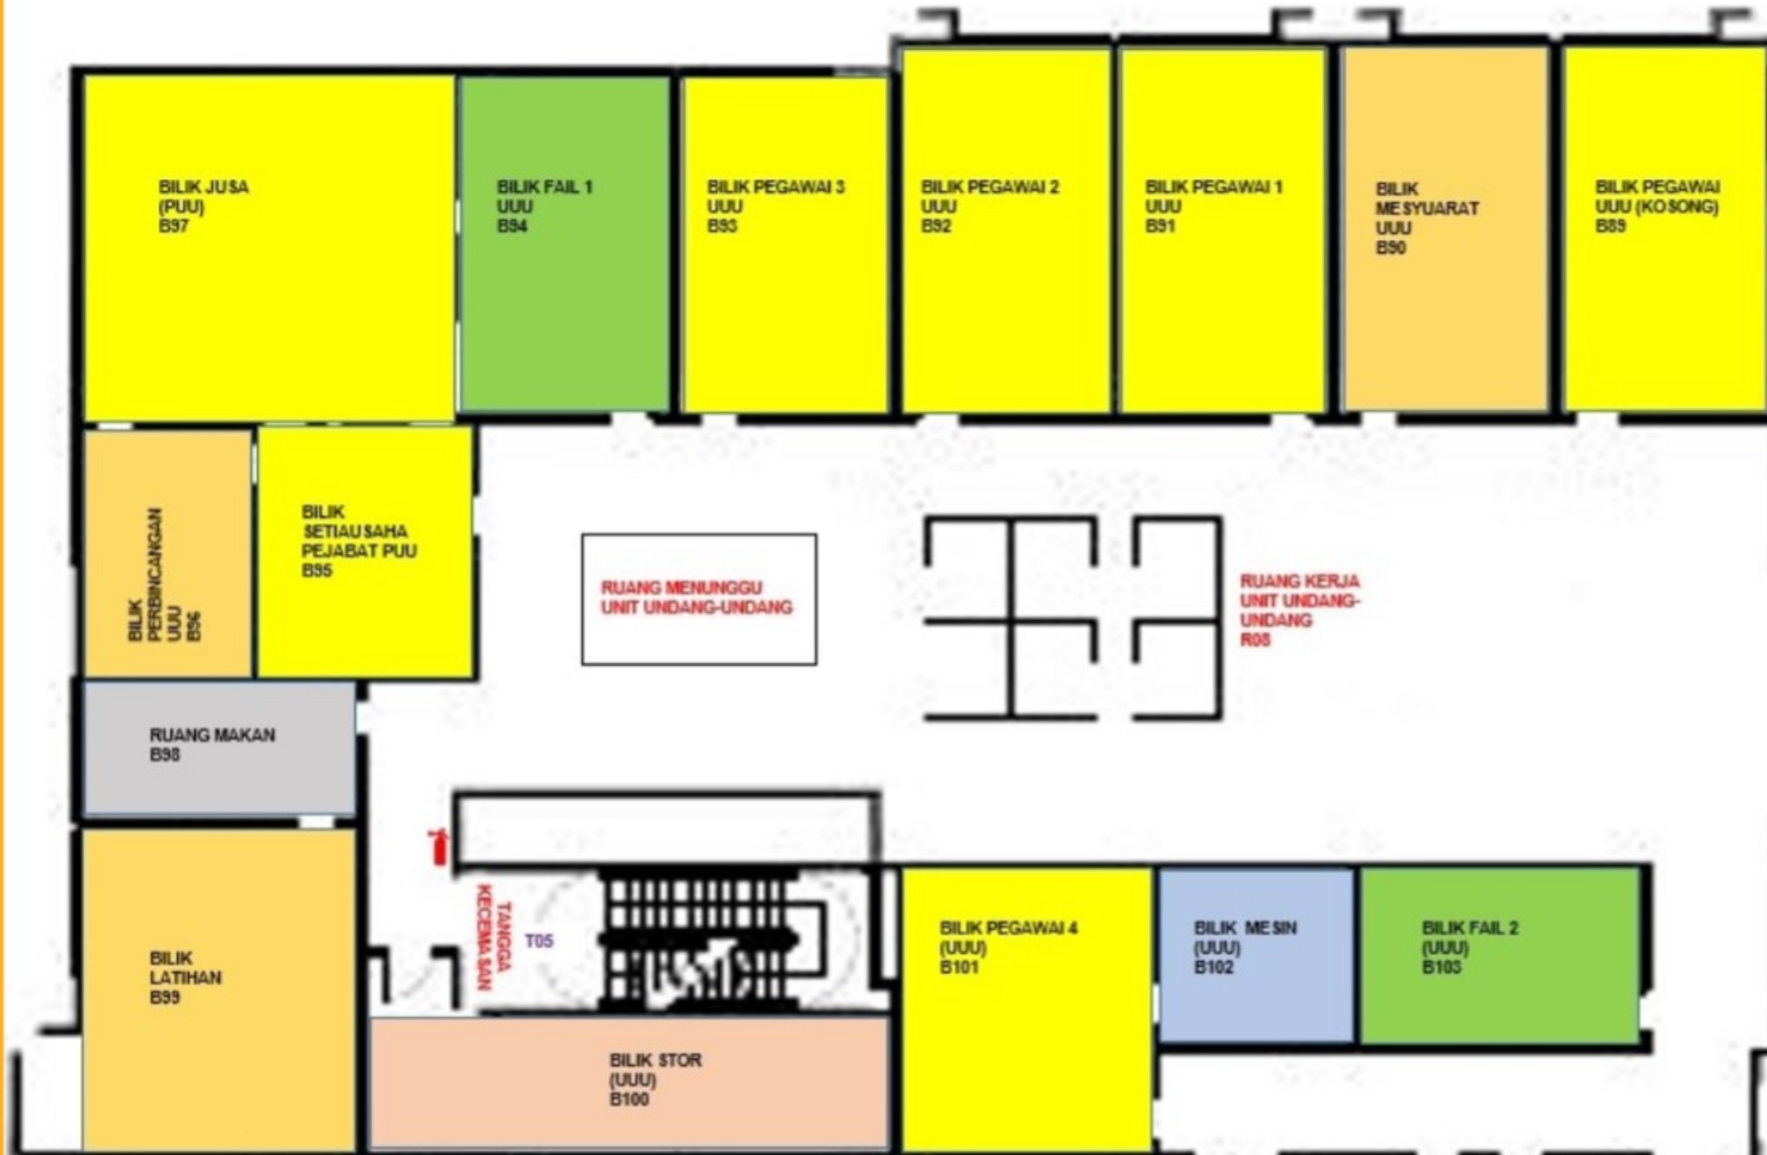 BILIK JUSA
(PUU)
B97
BILIK FAIL 1
UUU
B94
BILIK PEGAWAI 3
UUU
B93
BILIK PEGAWAI 2
UUU
B92
BILIK PEGAWAI 1
UUU
B91
BILIK
MESYUARAT
UUU
B90
BILIK PEGAWAI
UUU (KOSONG)
B89
BILIK
PERBINCANGAN
UUU
B96
BILIK
SETIAUSAHA
PEJABAT PUU
B95
RUANG MENUNGGU
UNIT UNDANG-UNDANG
RUANG KERJA
UNIT UNDANG-
UNDANG
R08
RUANG MAKAN
B98
BILIK
LATIHAN
B99
TANGGA
KECEMASAN
T05
BILIK STOR
(UUU)
B100
BILIK PEGAWAI 4
(UUU)
B101
BILIK MESIN
(UUU)
B102
BILIK FAIL 2
(UUU)
B103